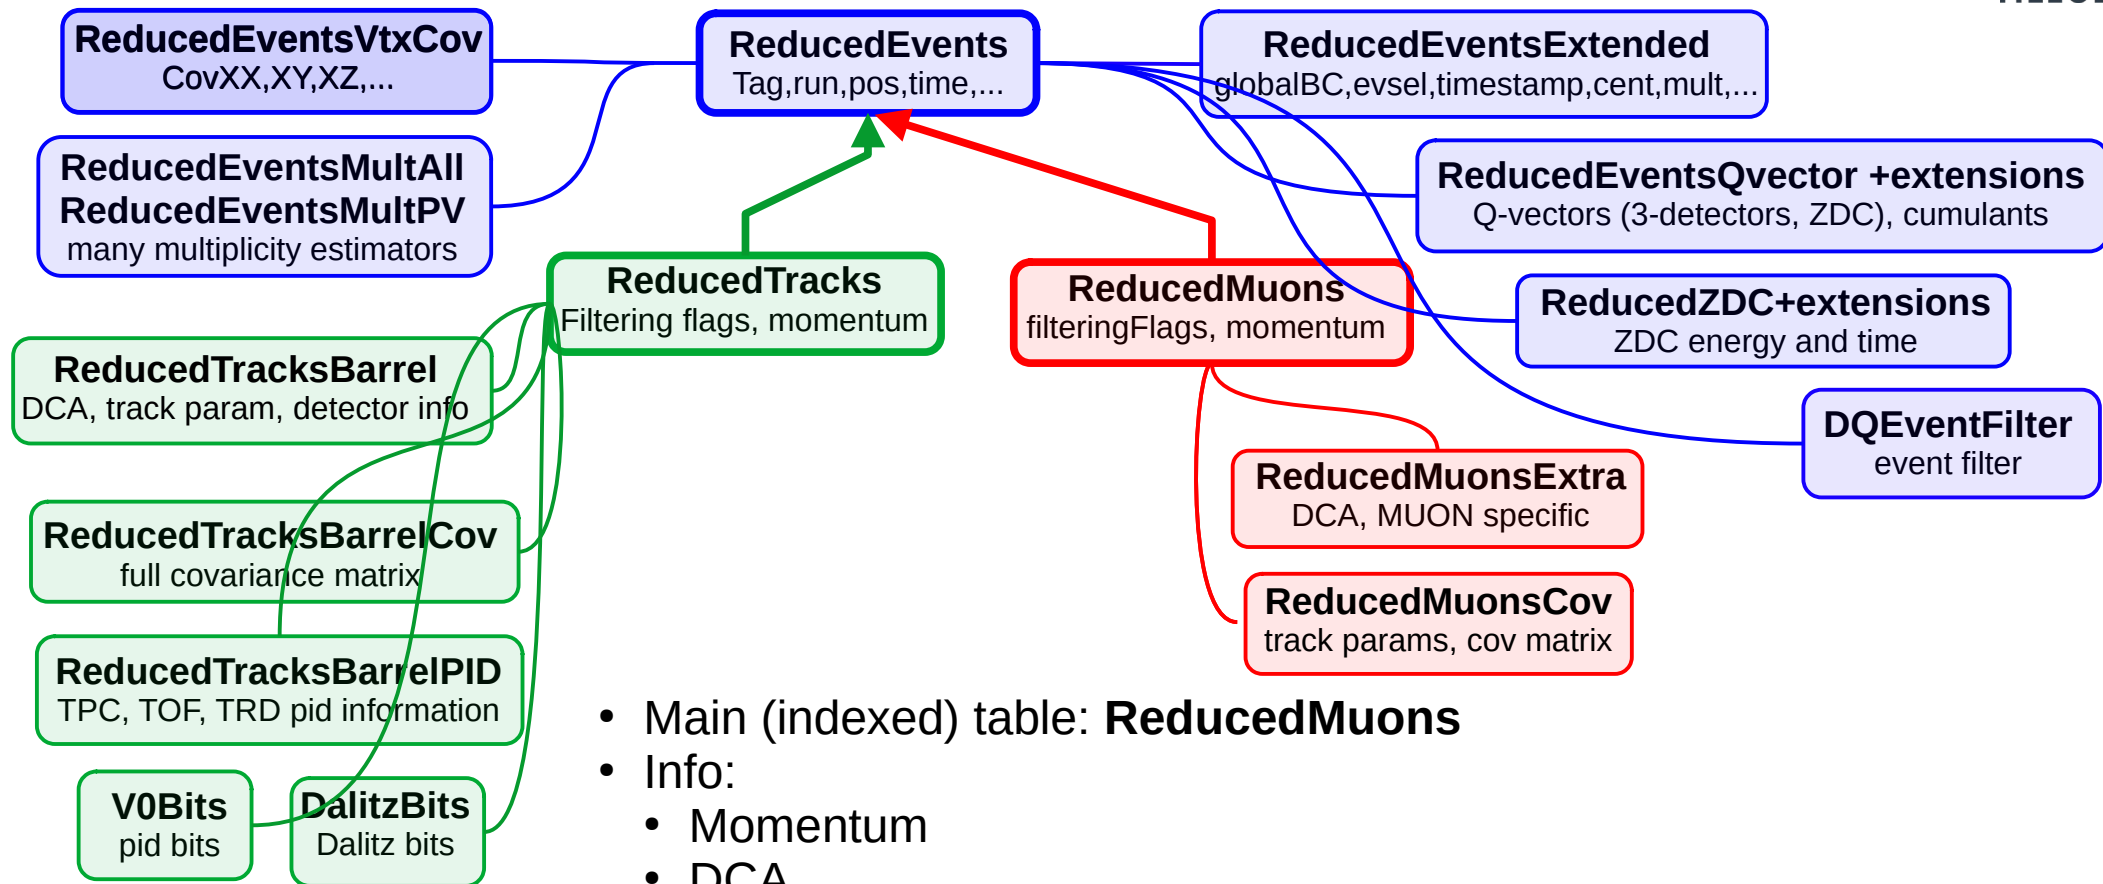 ReducedEventsVtxCov
CovXX,XY,XZ,...
ReducedEvents
Tag,run,pos,time,...
ReducedEventsExtended
globalBC,evsel,timestamp,cent,mult,...
ReducedEventsMultAll
ReducedEventsMultPV
many multiplicity estimators
ReducedEventsQvector +extensions
Q-vectors (3-detectors, ZDC), cumulants
ReducedTracks
Filtering flags, momentum
ReducedMuons
filteringFlags, momentum
ReducedZDC+extensions
ZDC energy and time
ReducedTracksBarrel
DCA, track param, detector info
DQEventFilter
event filter
ReducedMuonsExtra
DCA, MUON specific
ReducedTracksBarrelCov
full covariance matrix
ReducedMuonsCov
track params, cov matrix
ReducedTracksBarrelPID
TPC, TOF, TRD pid information
V0Bits
pid bits
DalitzBits
Dalitz bits
• Main (indexed) table: ReducedMuons
• Info:
• Momentum
• DCA